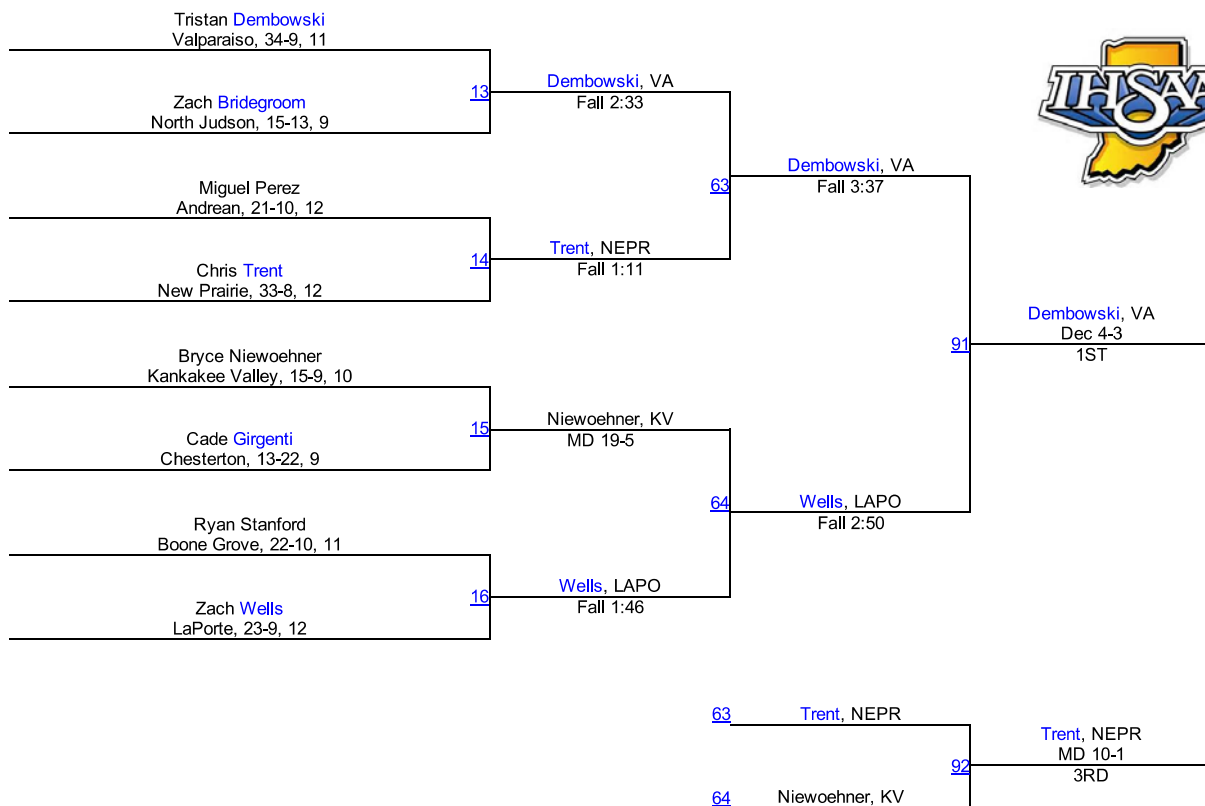 Tristan Dembowski
Valparaiso, 34-9, 11
13
Dembowski, VA
Fall 2:33
Zach Bridegroom
North Judson, 15-13, 9
63
Dembowski, VA
Fall 3:37
Miguel Perez
Andrean, 21-10, 12
14
Trent, NEPR
Fall 1:11
Chris Trent
New Prairie, 33-8, 12
91
Dembowski, VA
Dec 4-3
1ST
Bryce Niewoehner
Kankakee Valley, 15-9, 10
15
Niewoehner, KV
MD 19-5
Cade Girgenti
Chesterton, 13-22, 9
64
Wells, LAPO
Fall 2:50
Ryan Stanford
Boone Grove, 22-10, 11
16
Wells, LAPO
Fall 1:46
Zach Wells
LaPorte, 23-9, 12
63
Trent, NEPR
92
Trent, NEPR
MD 10-1
3RD
64
Niewoehner, KV
IHSAA